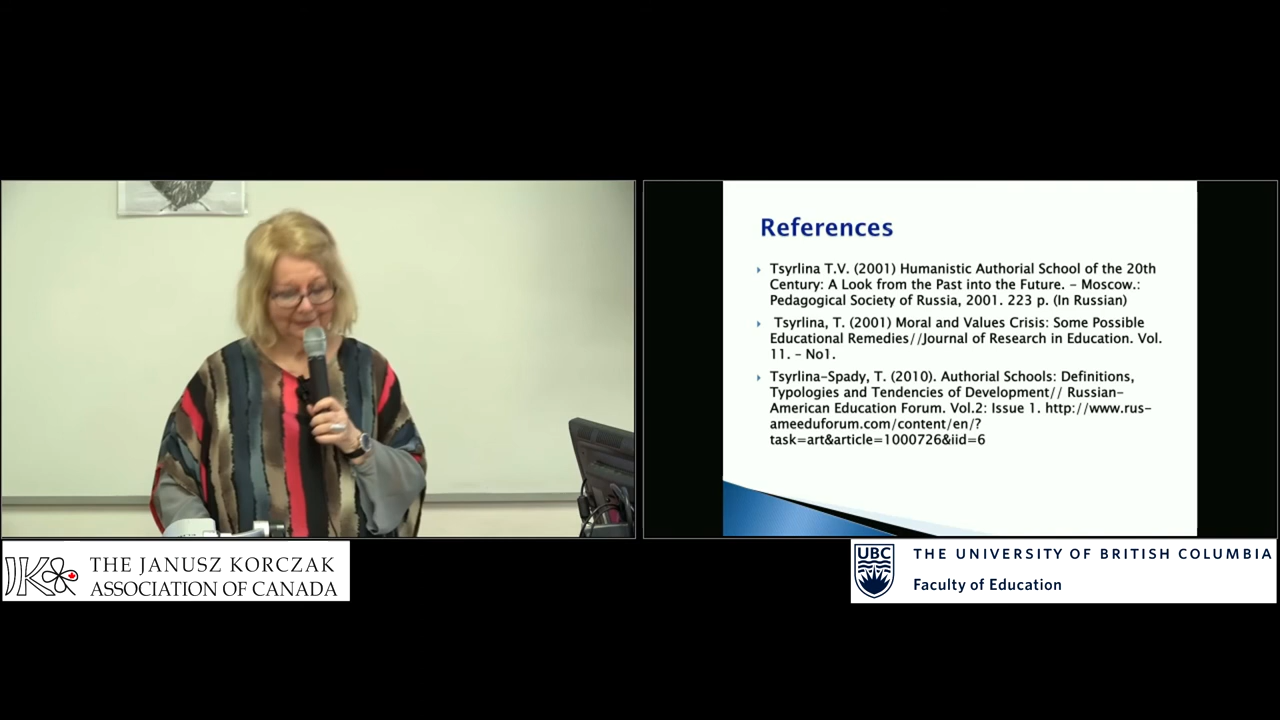 References
Tsyrlina T.V. (2001) Humanistic Authorial School of the 20th
Century: A Look from the Past into the Future. – Moscow.:
Pedagogical Society of Russia, 2001. 223 p. (In Russian)
Tsyrlina, T. (2001) Moral and Values Crisis: Some Possible
Educational Remedies//Journal of Research in Education. Vol.
11. – No1.
Tsyrlina-Spady, T. (2010). Authorial Schools: Definitions,
Typologies and Tendencies of Development// Russian-
American Education Forum. Vol.2: Issue 1. http://www.rus-
ameeduforum.com/content/en/?
task=art&article=1000726&iid=6
JK
THE JANUSZ KORCZAK
ASSOCIATION OF CANADA
UBC
THE UNIVERSITY OF BRITISH COLUMBIA
Faculty of Education